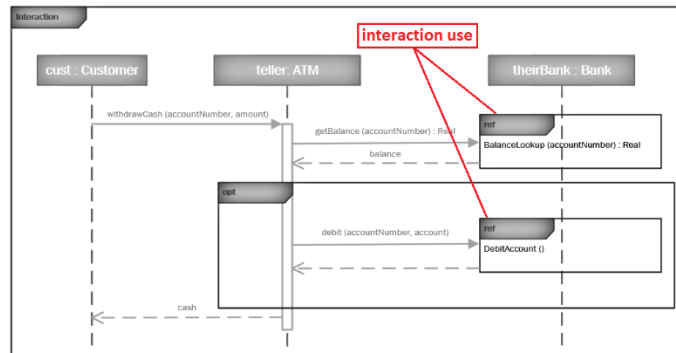 Interaction
interaction use
cust : Customer
teller: ATM
theirBank : Bank
withdrawCash (accountNumber, amount)
ref
getBalance (accountNumber) : Real
BalanceLookup (accountNumber) : Real
balance
opt
ref
debit (accountNumber, account)
DebitAccount ()
cash